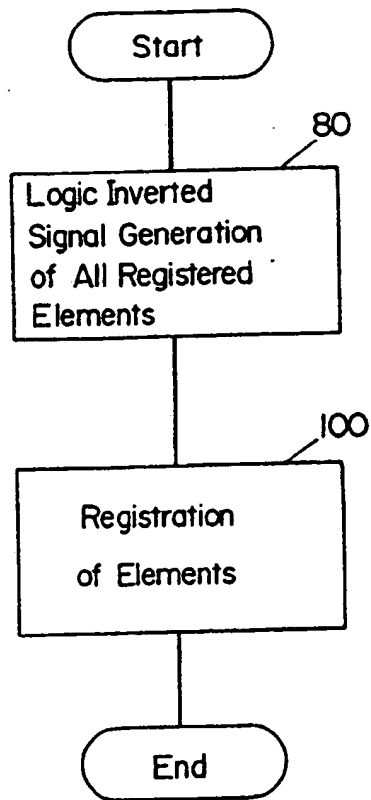 Start
80
Logic Inverted
Signal Generation
of All Registered
Elements
100
Registration
of Elements
End